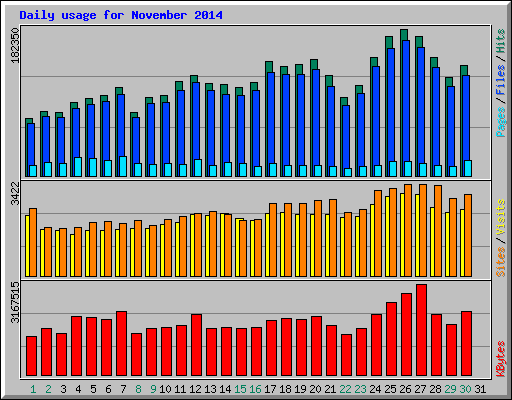 Daily usage for November 2014
182350
Pages/Files/Hits
3422
Sites/Visits
3167515
KBytes
1 2 3 4 5 6 7 8 9 10 11 12 13 14 15 16 17 18 19 20 21 22 23 24 25 26 27 28 29 30 31